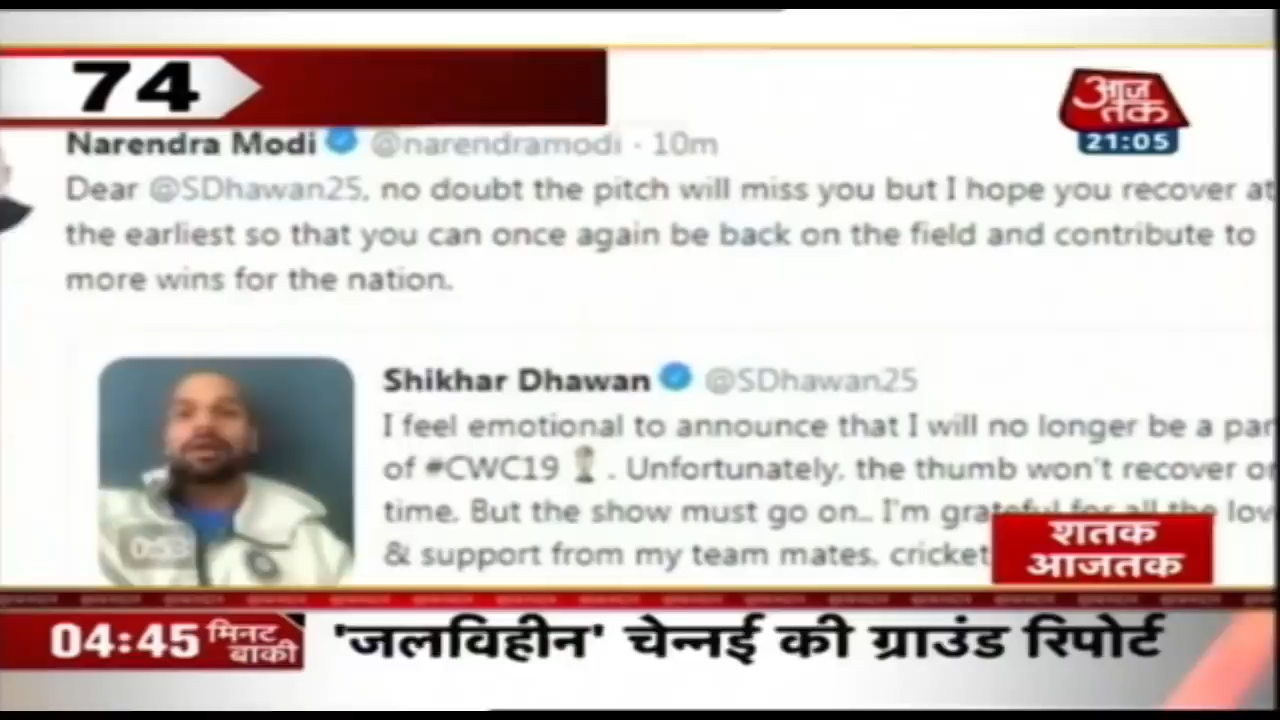 74
आज
तक
21:05
Narendra Modi @narendramodi · 10m
Dear @SDhawan25, no doubt the pitch will miss you but I hope you recover at
the earliest so that you can once again be back on the field and contribute to
more wins for the nation.
Shikhar Dhawan @SDhawan25
I feel emotional to announce that I will no longer be a par
of #CWC19 🏆. Unfortunately, the thumb won't recover on
time. But the show must go on.. I'm grateful for all the lov
& support from my team mates, cricket
शतक
आजतक
04:45 मिनट
बाकी
'जलविहीन' चेन्नई की ग्राउंड रिपोर्ट